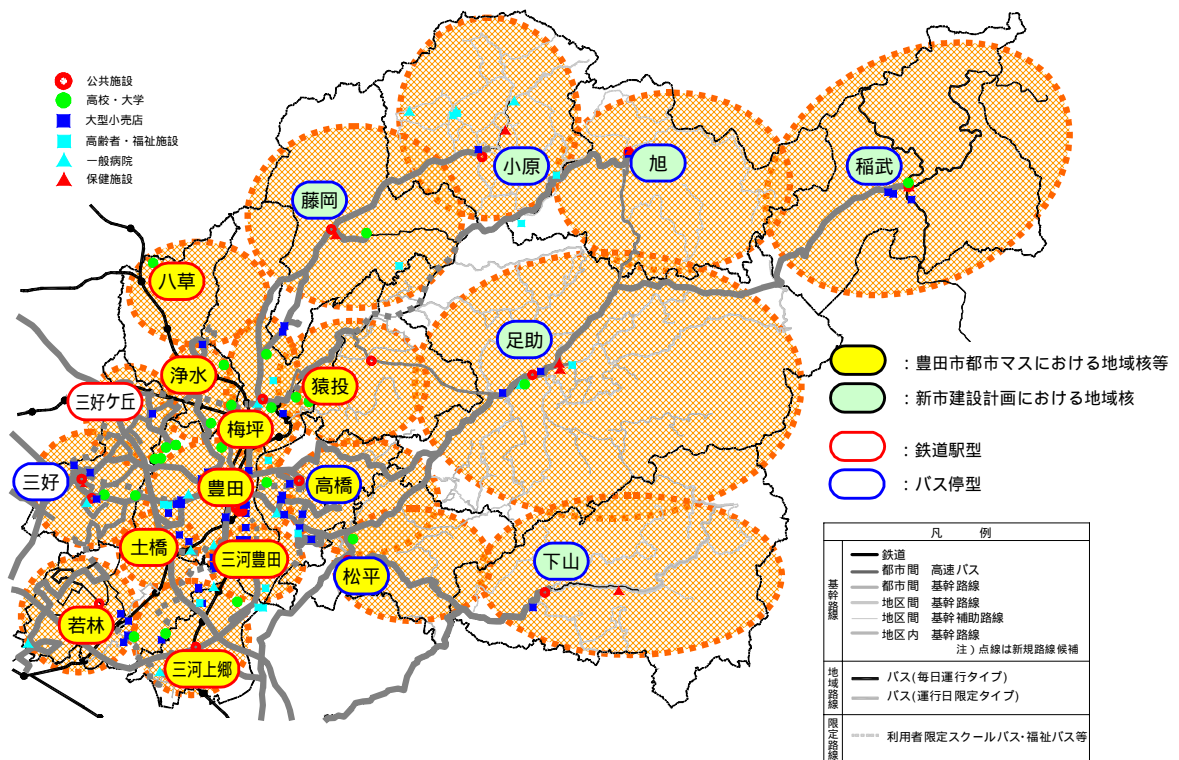 公共施設
高校・大学
大型小売店
高齢者・福祉施設
一般病院
保健施設
小原
旭
稲武
藤岡
八草
足助
浄水
猿投
三好ケ丘
梅坪
三好
豊田
高橋
土橋
三河豊田
松平
下山
若林
三河上郷
：豊田市都市マスにおける地域核等
：新市建設計画における地域核
：鉄道駅型
：バス停型
凡　例
基幹路線
鉄道
都市間　高速バス
都市間　基幹路線
地区間　基幹路線
地区間　基幹補助路線
地区内　基幹路線
注）点線は新規路線候補
地域路線
バス(毎日運行タイプ)
バス(運行日限定タイプ)
限定路線
利用者限定スクールバス・福祉バス等